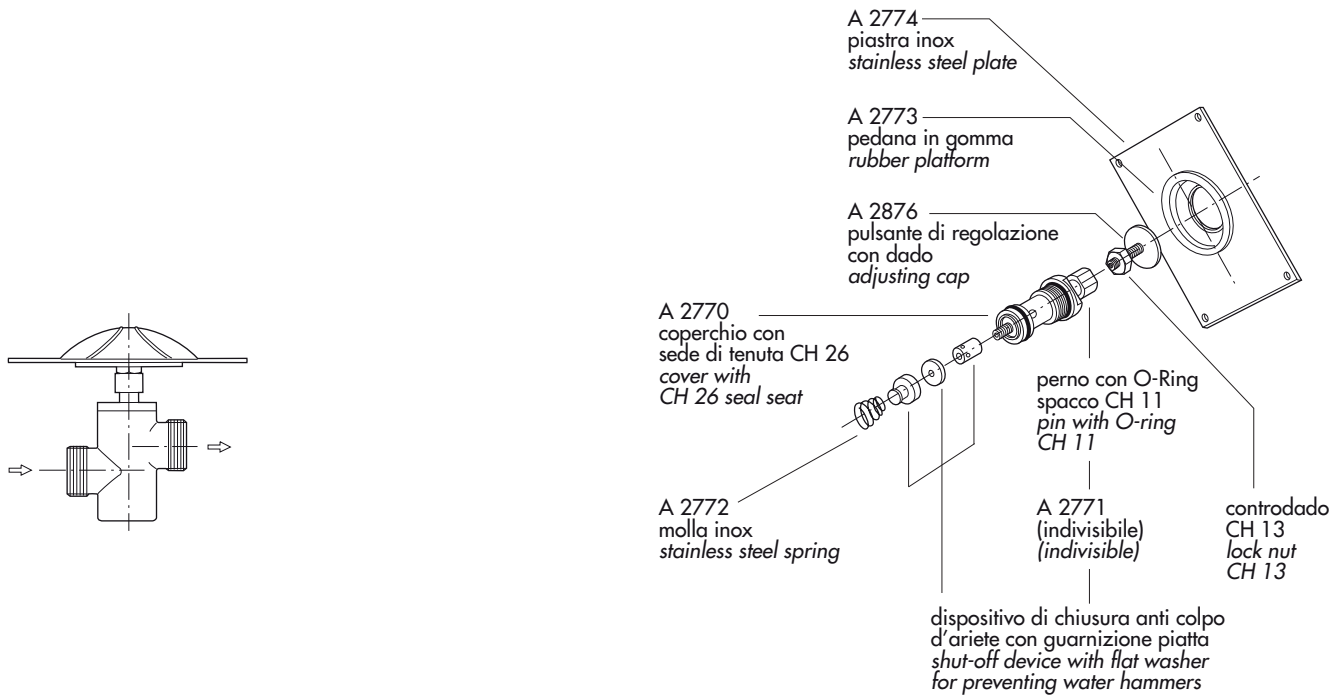 A 2774
piastra inox
stainless steel plate
A 2773
pedana in gomma
rubber platform
A 2876
pulsante di regolazione
con dado
adjusting cap
A 2770
coperchio con
sede di tenuta CH 26
cover with
CH 26 seal seat
perno con O-Ring
spacco CH 11
pin with O-ring
CH 11
A 2772
molla inox
stainless steel spring
A 2771
(indivisibile)
(indivisible)
controdado
CH 13
lock nut
CH 13
dispositivo di chiusura anti colpo
d'ariete con guarnizione piatta
shut-off device with flat washer
for preventing water hammers